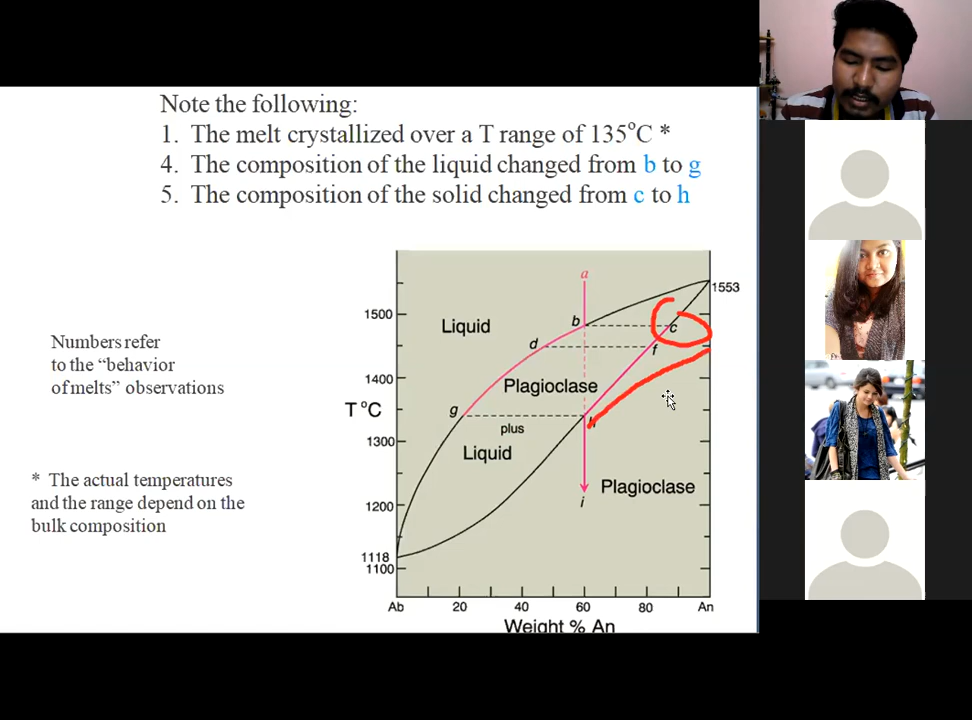 Note the following:
1. The melt crystallized over a T range of 135°C *
4. The composition of the liquid changed from b to g
5. The composition of the solid changed from c to h
Numbers refer
to the “behavior
of melts” observations
* The actual temperatures
and the range depend on the
bulk composition
a
1553
1500
Liquid
b
c
d
f
1400
Plagioclase
T °C
g
h
plus
1300
Liquid
Plagioclase
1200
i
1118
1100
Ab
20
40
60
80
An
Weight % An